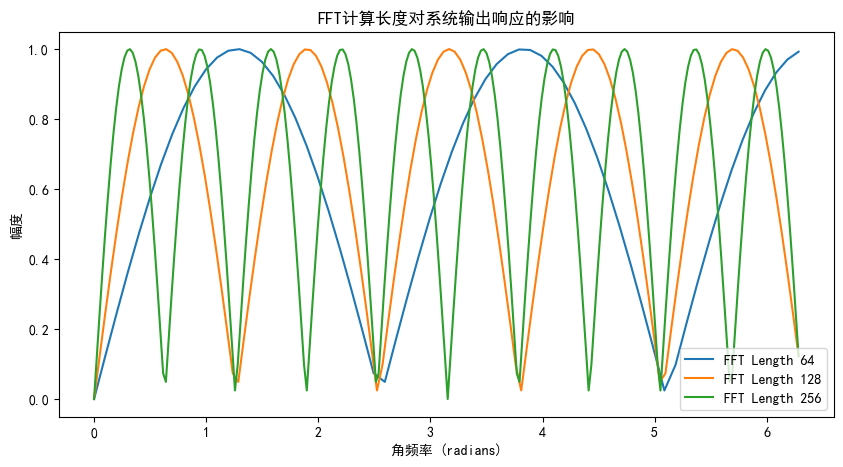 FFT计算长度对系统输出响应的影响
幅度
1.0
0.8
0.6
0.4
0.2
0.0
FFT Length 64
FFT Length 128
FFT Length 256
0 1 2 3 4 5 6
角频率 (radians)